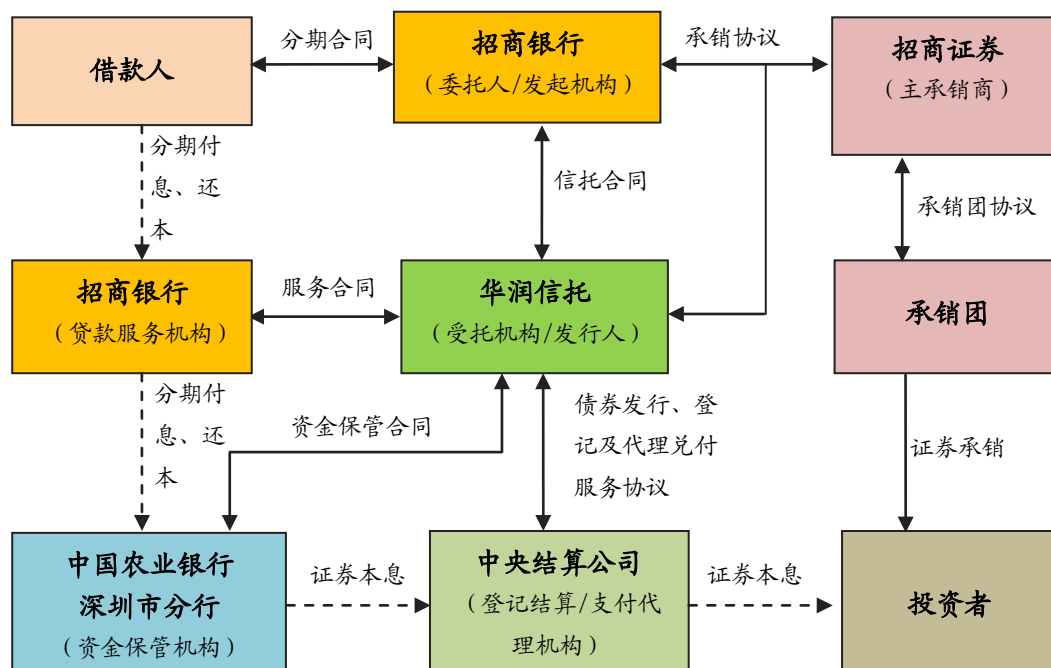 借款人
分期合同
招商银行
（委托人/发起机构）
承销协议
招商证券
（主承销商）
分期付
息、还
本
信托合同
承销团协议
招商银行
（贷款服务机构）
服务合同
华润信托
（受托机构/发行人）
承销团
分期付
息、还
本
资金保管合同
债券发行、登
记及代理兑付
服务协议
证券承销
中国农业银行
深圳市分行
（资金保管机构）
证券本息
中央结算公司
（登记结算/支付代
理机构）
证券本息
投资者